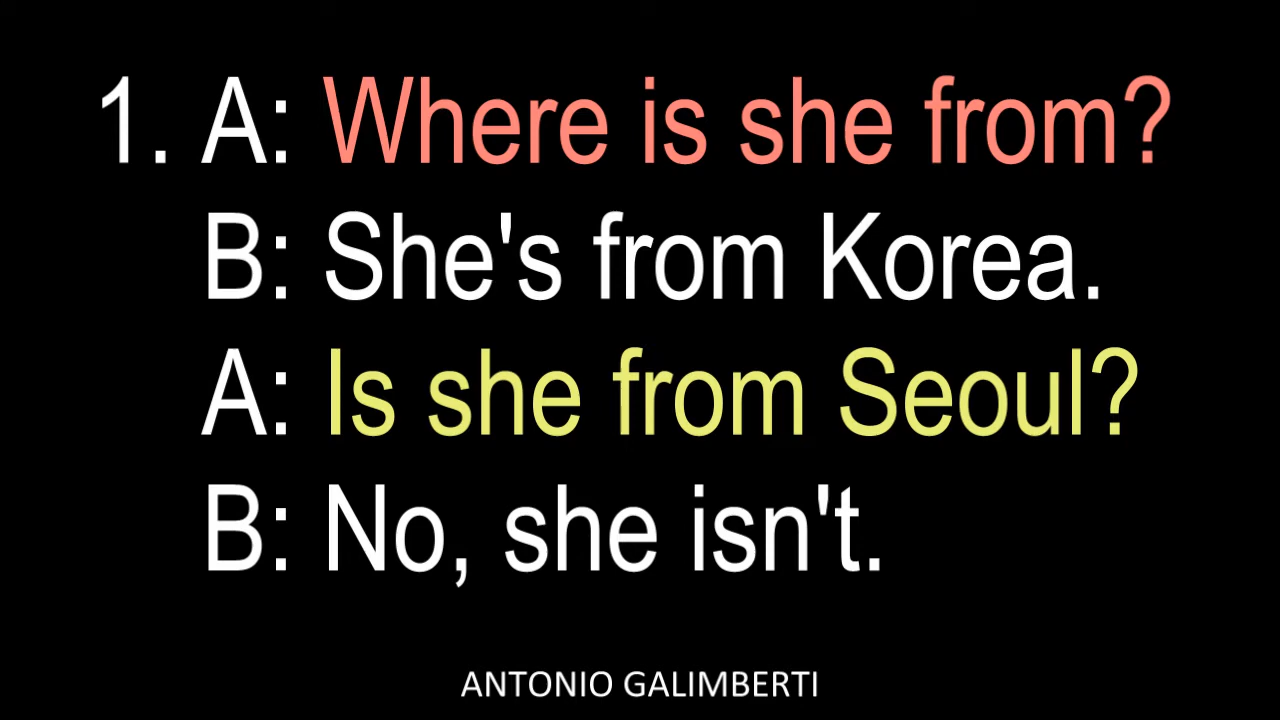 1. A: Where is she from?
B: She's from Korea.
A: Is she from Seoul?
B: No, she isn't.
ANTONIO GALIMBERTI